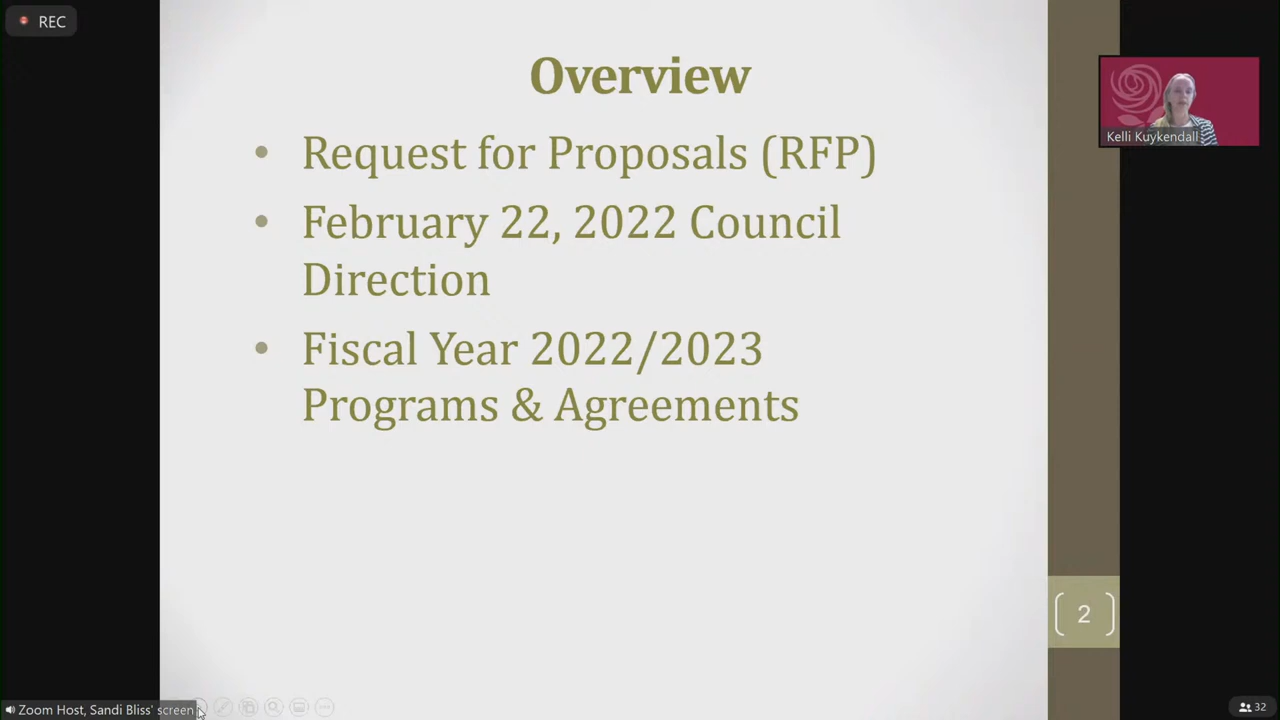 REC
Overview
• Request for Proposals (RFP)
• February 22, 2022 Council
Direction
• Fiscal Year 2022/2023
Programs & Agreements
Kelli Kuykendall
2
Zoom Host, Sandi Bliss' screen
32